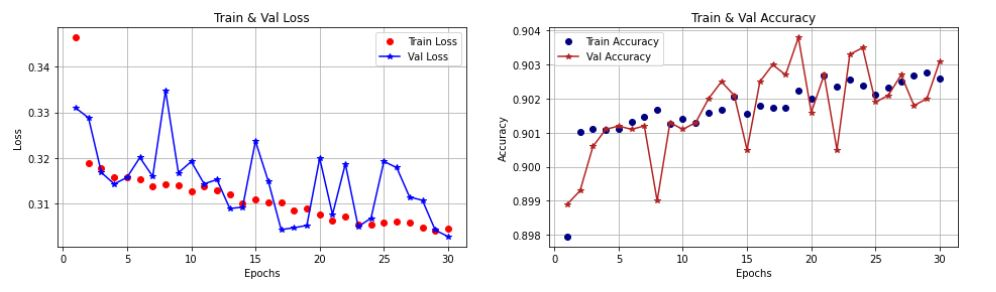 Train & Val Loss
Train Loss
Val Loss
0.34
0.33
0.32
0.31
Loss
0 5 10 15 20 25 30
Epochs
Train & Val Accuracy
Train Accuracy
Val Accuracy
0.904
0.903
0.902
0.901
0.900
0.899
0.898
Accuracy
0 5 10 15 20 25 30
Epochs